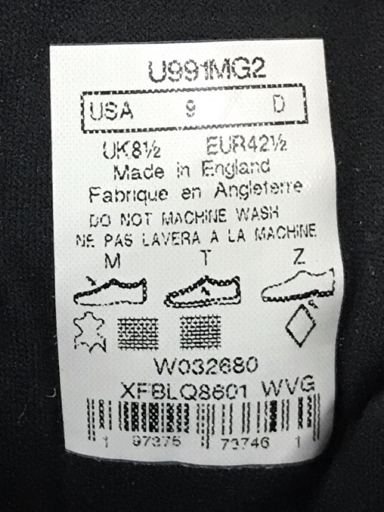 U991MG2
USA 9 D
UK8½ EUR42½
Made in England
Fabrique en Angleterre
DO NOT MACHINE WASH
NE PAS LAVERA A LA MACHINE
M T Z
W032680
XFBLQ8601 WVG
1 97375 73746 1